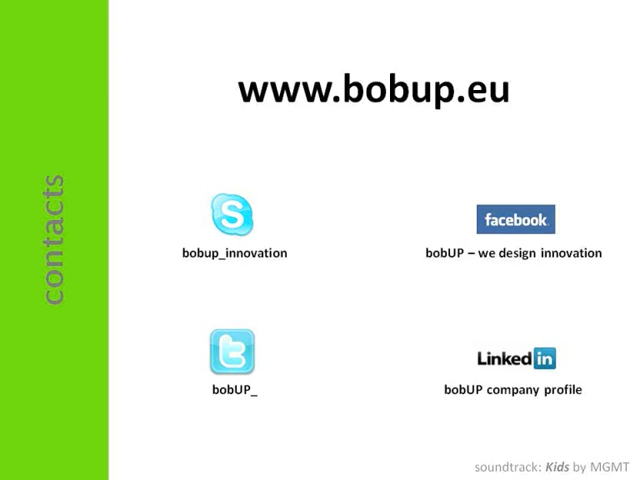 www.bobup.eu
contacts
S
facebook
bobup_innovation
bobUP – we design innovation
t
Linked in
bobUP_
bobUP company profile
soundtrack: Kids by MGMT